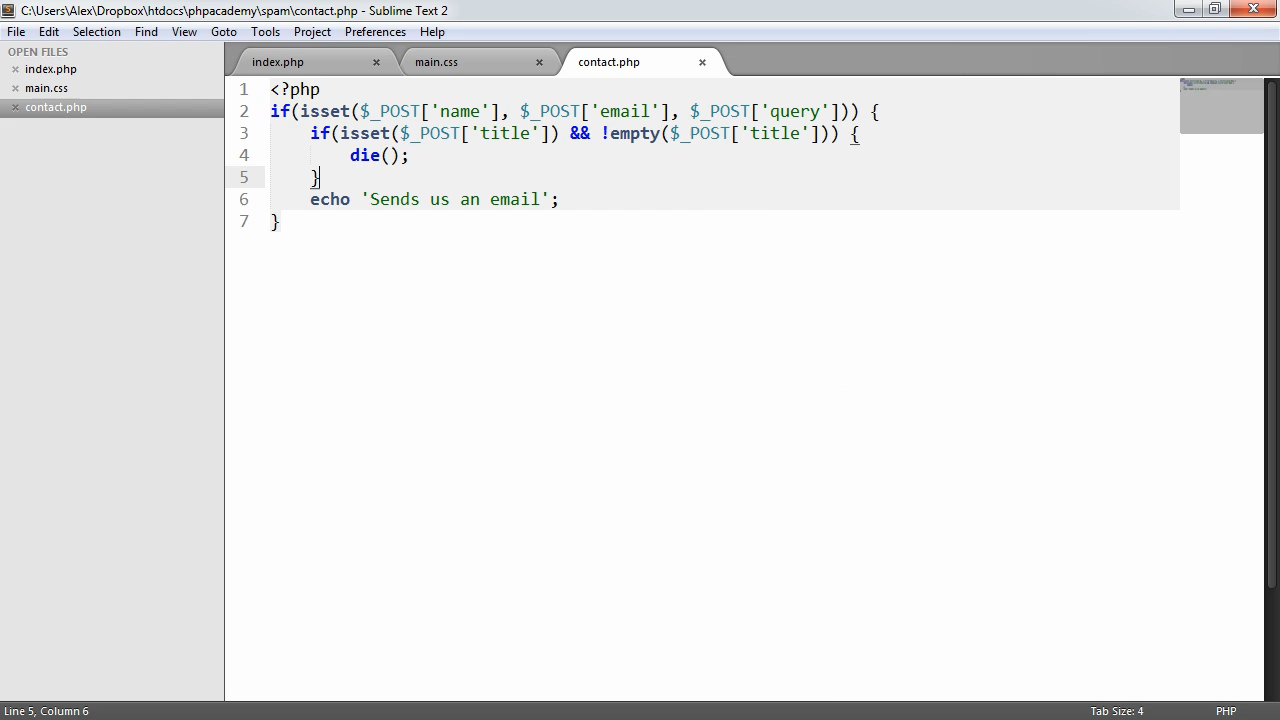 C:\Users\Alex\Dropbox\htdocs\phpacademy\spam\contact.php - Sublime Text 2
File Edit Selection Find View Goto Tools Project Preferences Help
OPEN FILES
index.php
main.css
contact.php
index.php main.css contact.php
1 <?php
2 if(isset($_POST['name'], $_POST['email'], $_POST['query'])) {
3     if(isset($_POST['title']) && !empty($_POST['title'])) {
4         die();
5     }
6     echo 'Sends us an email';
7 }
Line 5, Column 6 Tab Size: 4 PHP